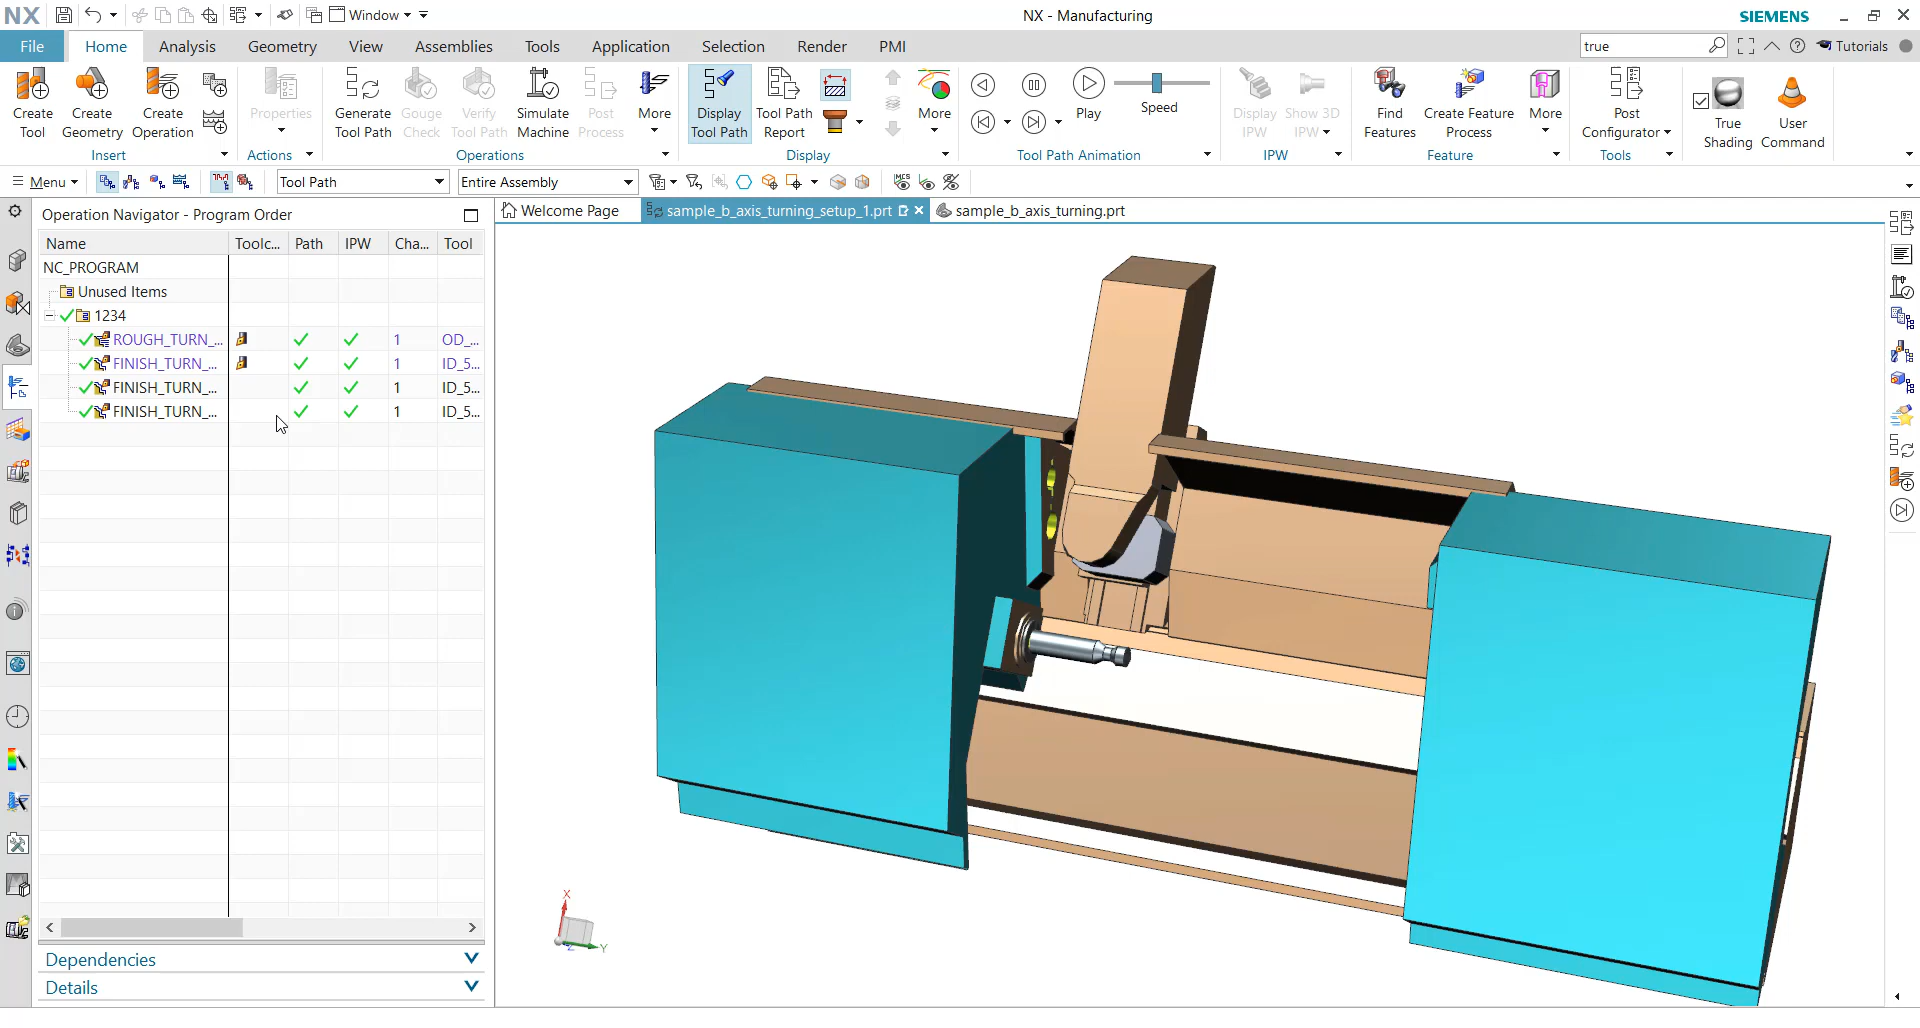 NX
Window
NX - Manufacturing
SIEMENS
File
Home
Analysis
Geometry
View
Assemblies
Tools
Application
Selection
Render
PMI
true
Tutorials
Create Tool
Create Geometry
Create Operation
Properties
Generate Tool Path
Gouge Check
Verify Tool Path
Simulate Machine
Post Process
More
Display Tool Path
Tool Path Report
More
Play
Speed
Display IPW
Show 3D IPW
Find Features
Create Feature Process
More
Post Configurator
True Shading
User Command
Insert
Actions
Operations
Display
Tool Path Animation
IPW
Feature
Tools
Menu
Tool Path
Entire Assembly
MCS
Operation Navigator - Program Order
Welcome Page
sample_b_axis_turning_setup_1.prt
sample_b_axis_turning.prt
Name
Toolc...
Path
IPW
Cha...
Tool
NC_PROGRAM
Unused Items
1234
ROUGH_TURN_...
1
OD_...
FINISH_TURN_...
1
ID_5...
FINISH_TURN_...
1
ID_5...
FINISH_TURN_...
1
ID_5...
X
Y
Z
Dependencies
Details